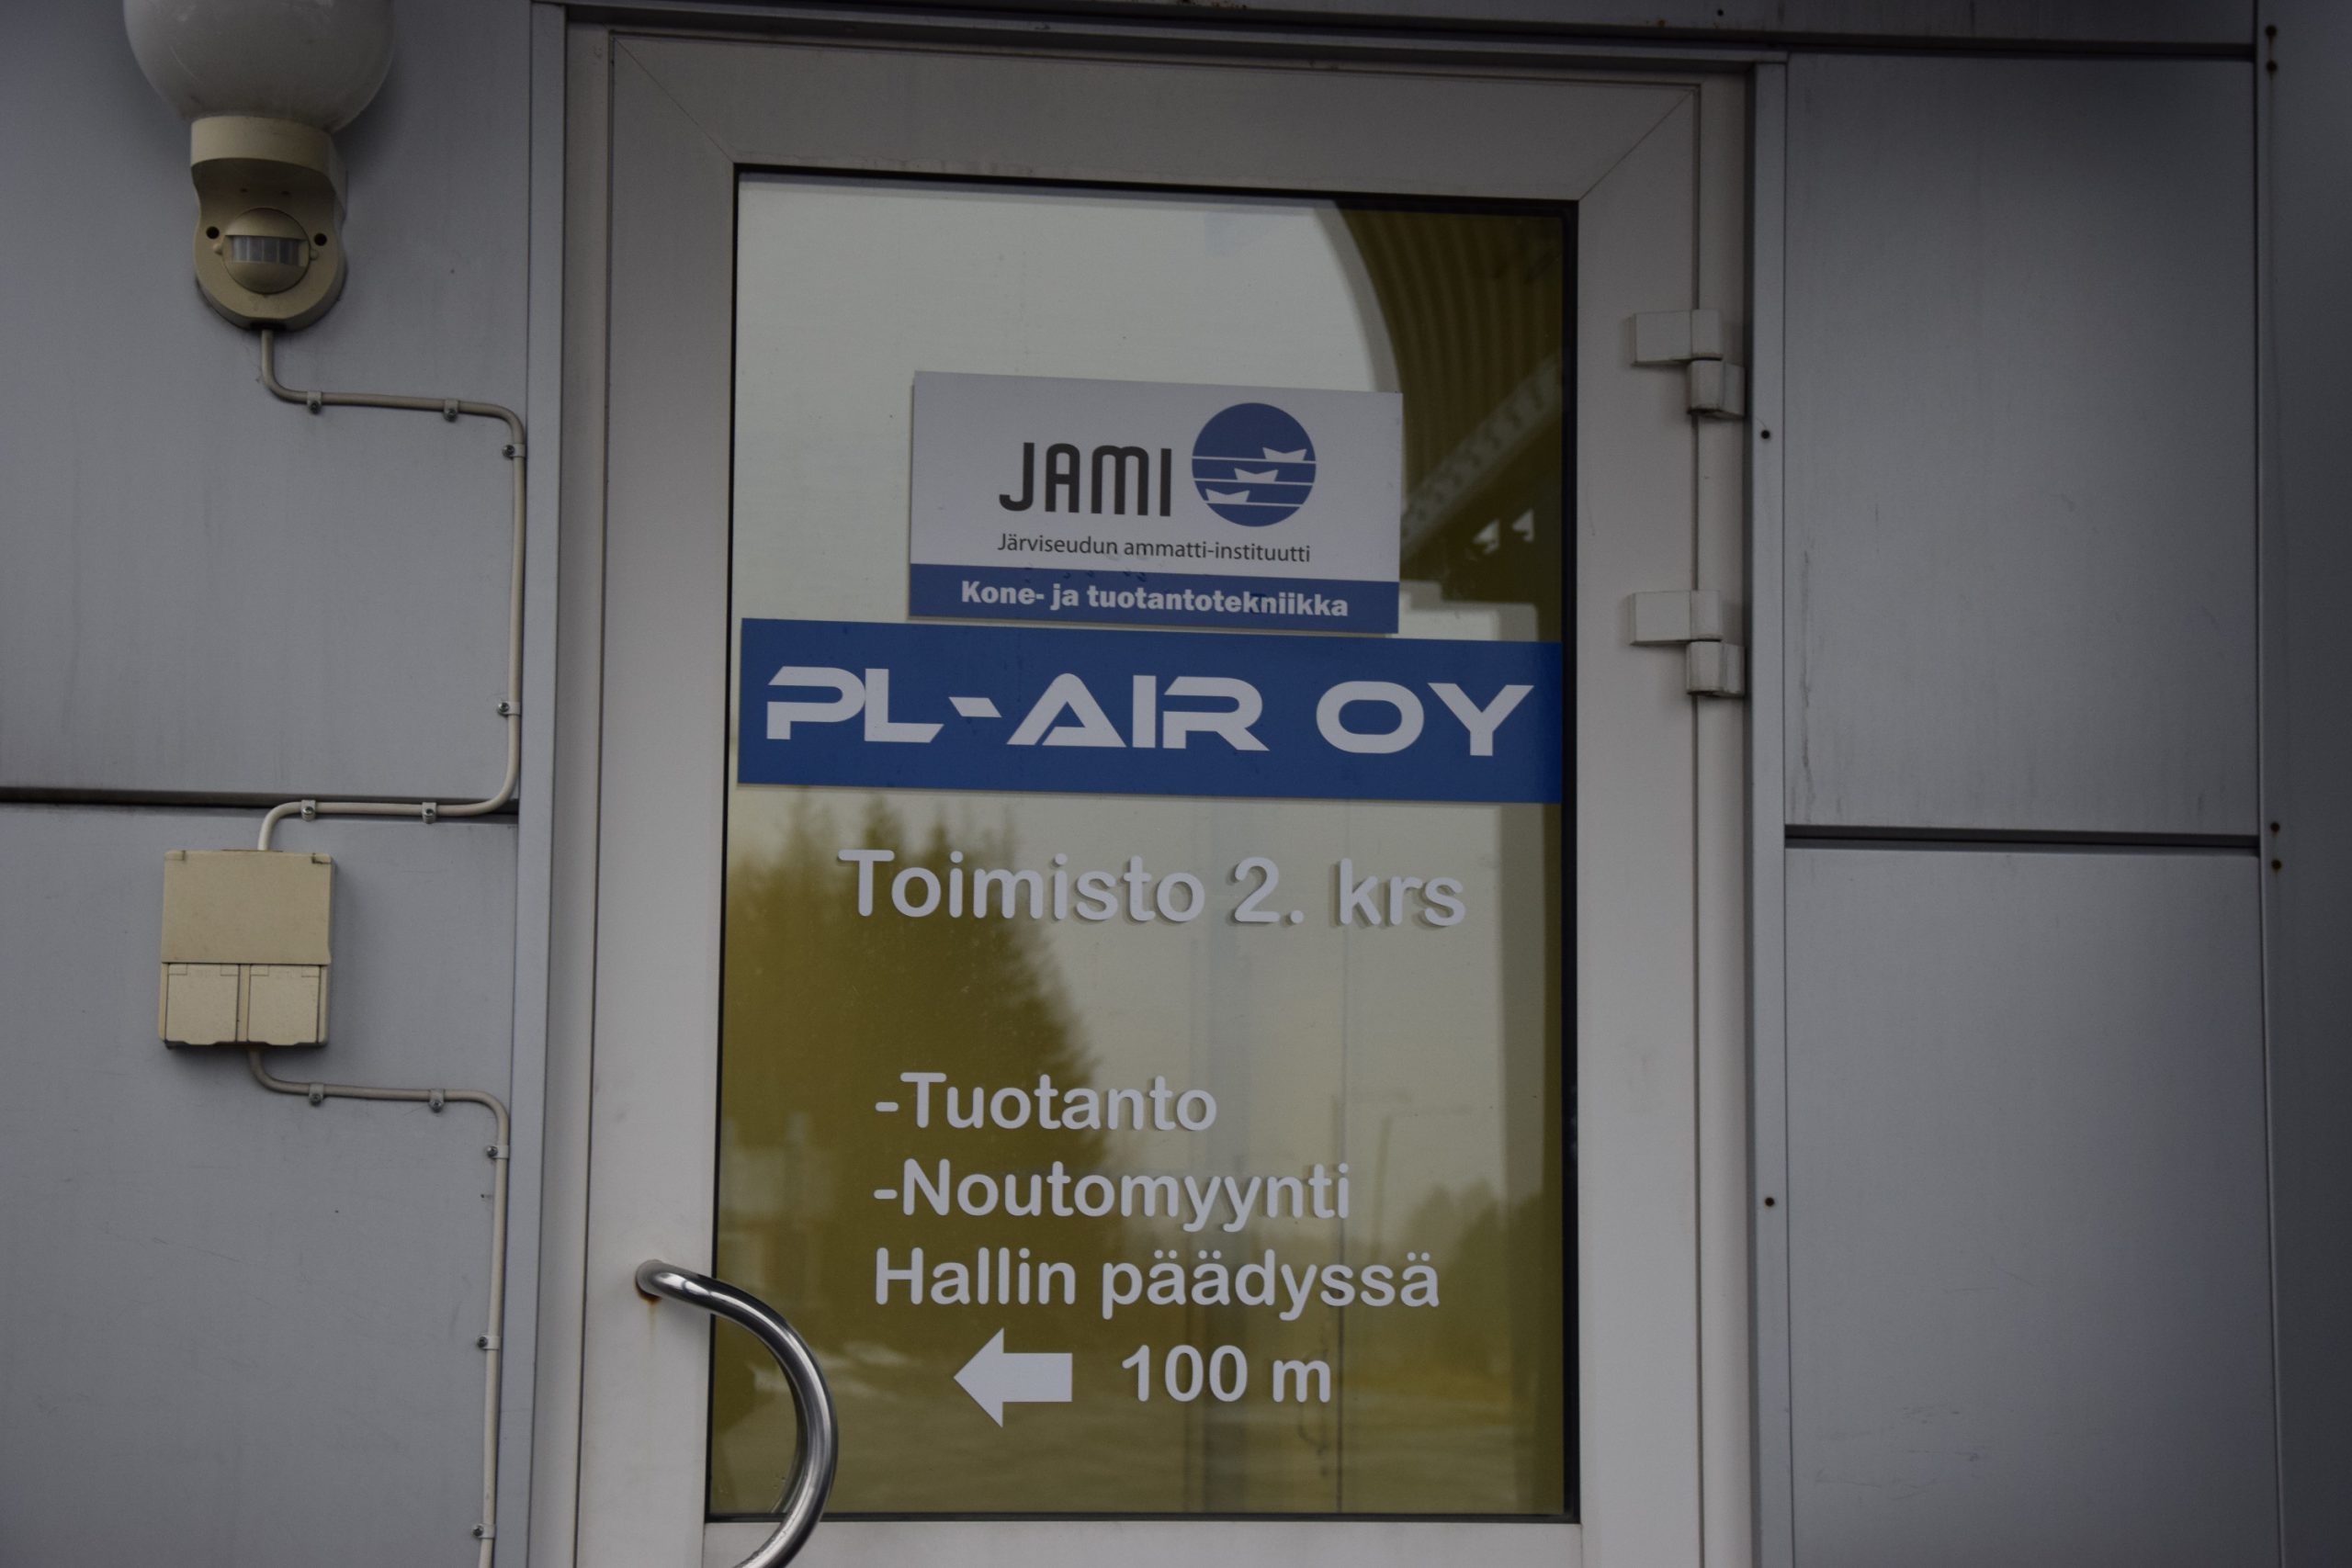 JAMI
Järviseudun ammatti-instituutti
Kone- ja tuotantotekniikka
PL-AIR OY
Toimisto 2. krs
-Tuotanto
-Noutomyynti
Hallin päädyssä
100 m